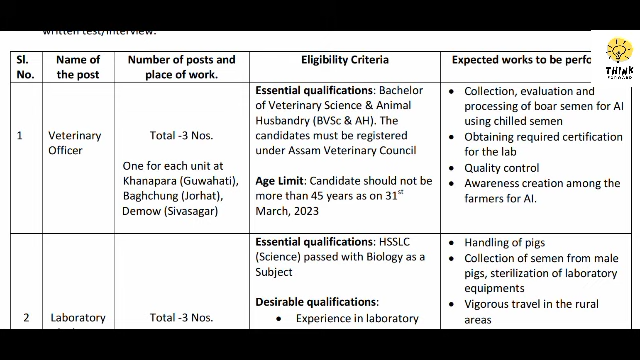 written test/interview.
Sl. No.
Name of the post
Number of posts and place of work.
Eligibility Criteria
Expected works to be perfo
THINK
FORWARD
1
Veterinary Officer
Total -3 Nos.
One for each unit at
Khanapara (Guwahati),
Baghchung (Jorhat),
Demow (Sivasagar)
Essential qualifications: Bachelor
of Veterinary Science & Animal
Husbandry (BVSc & AH). The
candidates must be registered
under Assam Veterinary Council
Age Limit: Candidate should not be
more than 45 years as on 31st
March, 2023
• Collection, evaluation and
processing of boar semen for AI
using chilled semen
• Obtaining required certification
for the lab
• Quality control
• Awareness creation among the
farmers for AI.
2
Laboratory
Total -3 Nos.
Essential qualifications: HSSLC
(Science) passed with Biology as a
Subject
Desirable qualifications:
• Experience in laboratory
• Handling of pigs
• Collection of semen from male
pigs, sterilization of laboratory
equipments
• Vigorous travel in the rural
areas